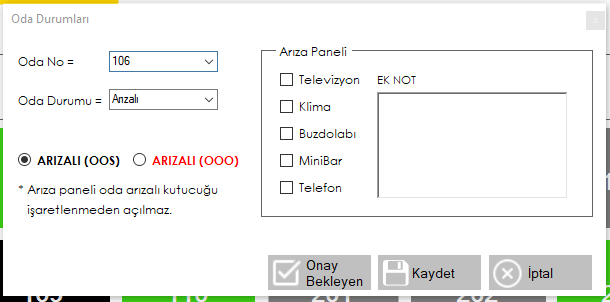 Oda Durumları
x
Oda No = 106
Oda Durumu = Arızalı
ARIZALI (OOS) ARIZALI (OOO)
* Arıza paneli oda arızalı kutucuğu
işaretlenmeden açılmaz.
Arıza Paneli
Televizyon EK NOT
Klima
Buzdolabı
MiniBar
Telefon
Onay
Bekleyen
Kaydet
İptal